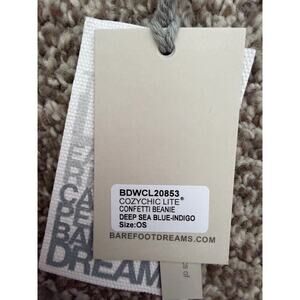 BDWCL20853
COZYCHIC LITE®
CONFETTI BEANIE
DEEP SEA BLUE-INDIGO
Size:OS
BAREFOOTDREAMS.COM
DREAM